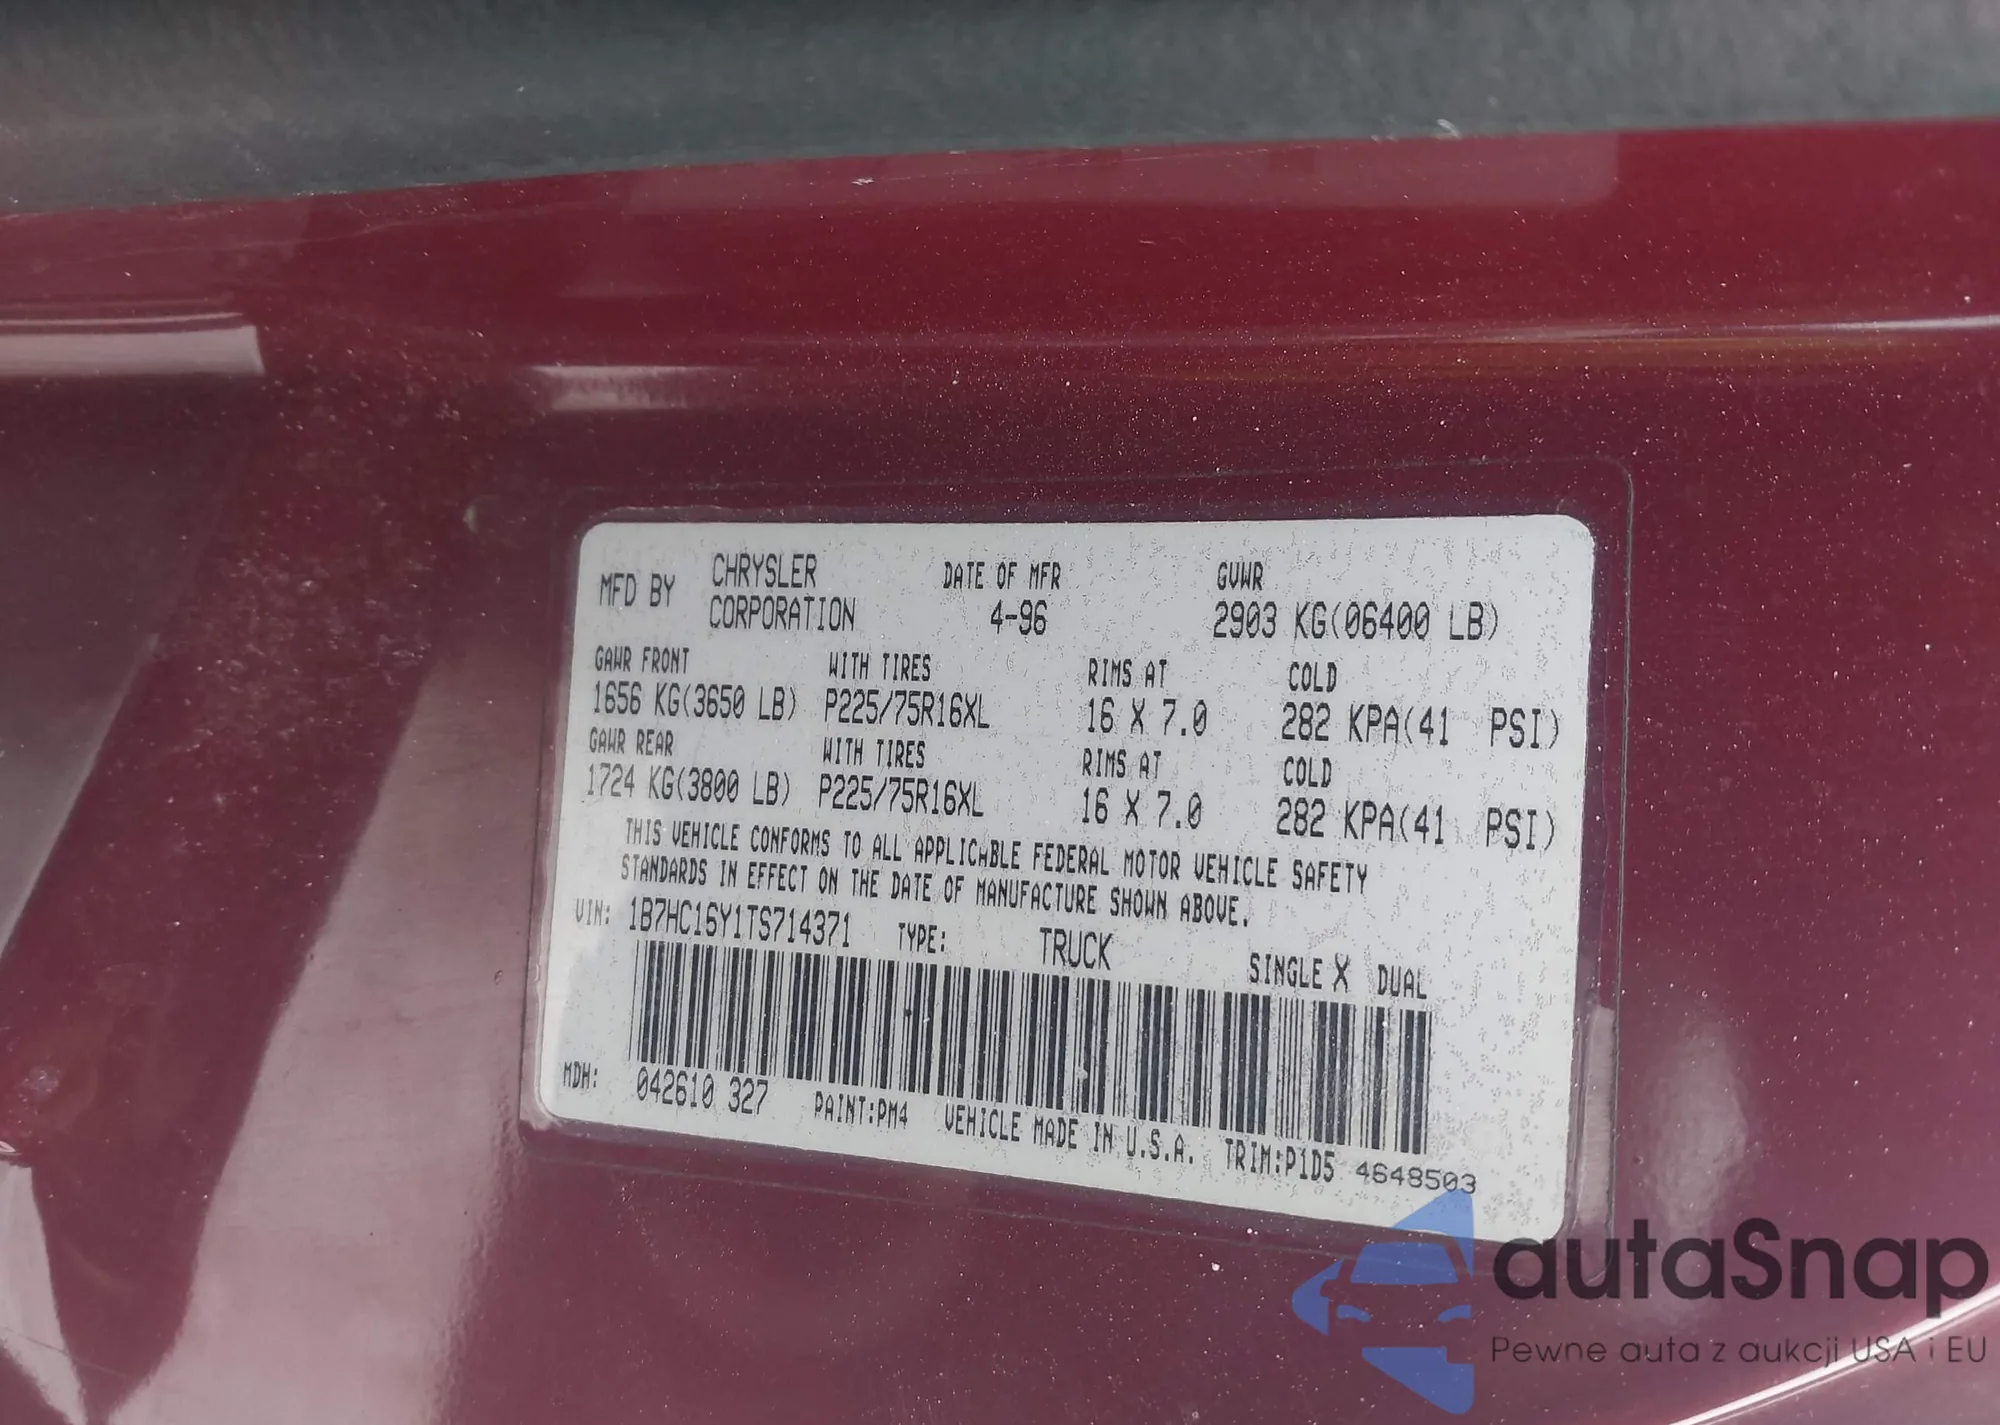 MFD BY CHRYSLER CORPORATION DATE OF MFR 4-96 GVWR 2903 KG(06400 LB)
GAWR FRONT WITH TIRES RIMS AT COLD
1656 KG(3650 LB) P225/75R16XL 16 X 7.0 282 KPA(41 PSI)
GAWR REAR WITH TIRES RIMS AT COLD
1724 KG(3800 LB) P225/75R16XL 16 X 7.0 282 KPA(41 PSI)
THIS VEHICLE CONFORMS TO ALL APPLICABLE FEDERAL MOTOR VEHICLE SAFETY
STANDARDS IN EFFECT ON THE DATE OF MANUFACTURE SHOWN ABOVE.
VIN: 1B7HC16Y1TS714371 TYPE: TRUCK SINGLE X DUAL
MDH: 042610 327 PAINT:PM4 VEHICLE MADE IN U.S.A. TRIM:P1D5 4648503
autaSnap
Pewne auta z aukcji USA i EU